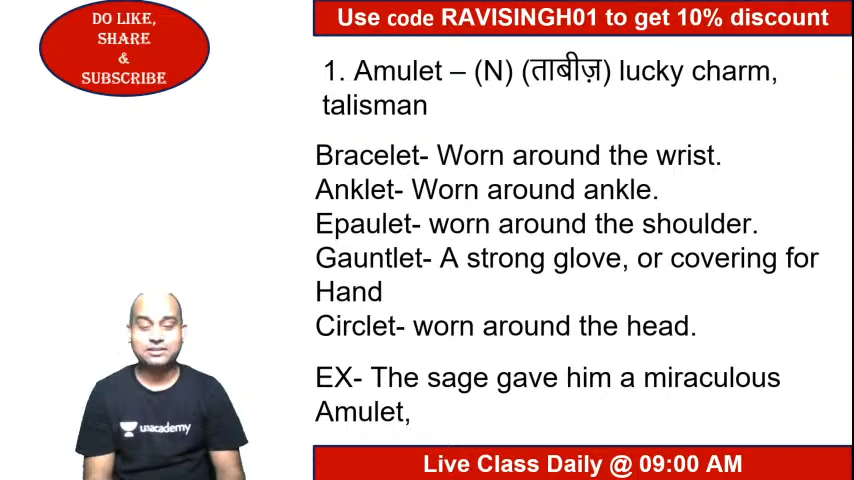 DO LIKE,
SHARE
&
SUBSCRIBE
Use code RAVISINGH01 to get 10% discount
1. Amulet – (N) (ताबीज़) lucky charm,
talisman
Bracelet- Worn around the wrist.
Anklet- Worn around ankle.
Epaulet- worn around the shoulder.
Gauntlet- A strong glove, or covering for
Hand
Circlet- worn around the head.
EX- The sage gave him a miraculous
Amulet,
unacademy
Live Class Daily @ 09:00 AM